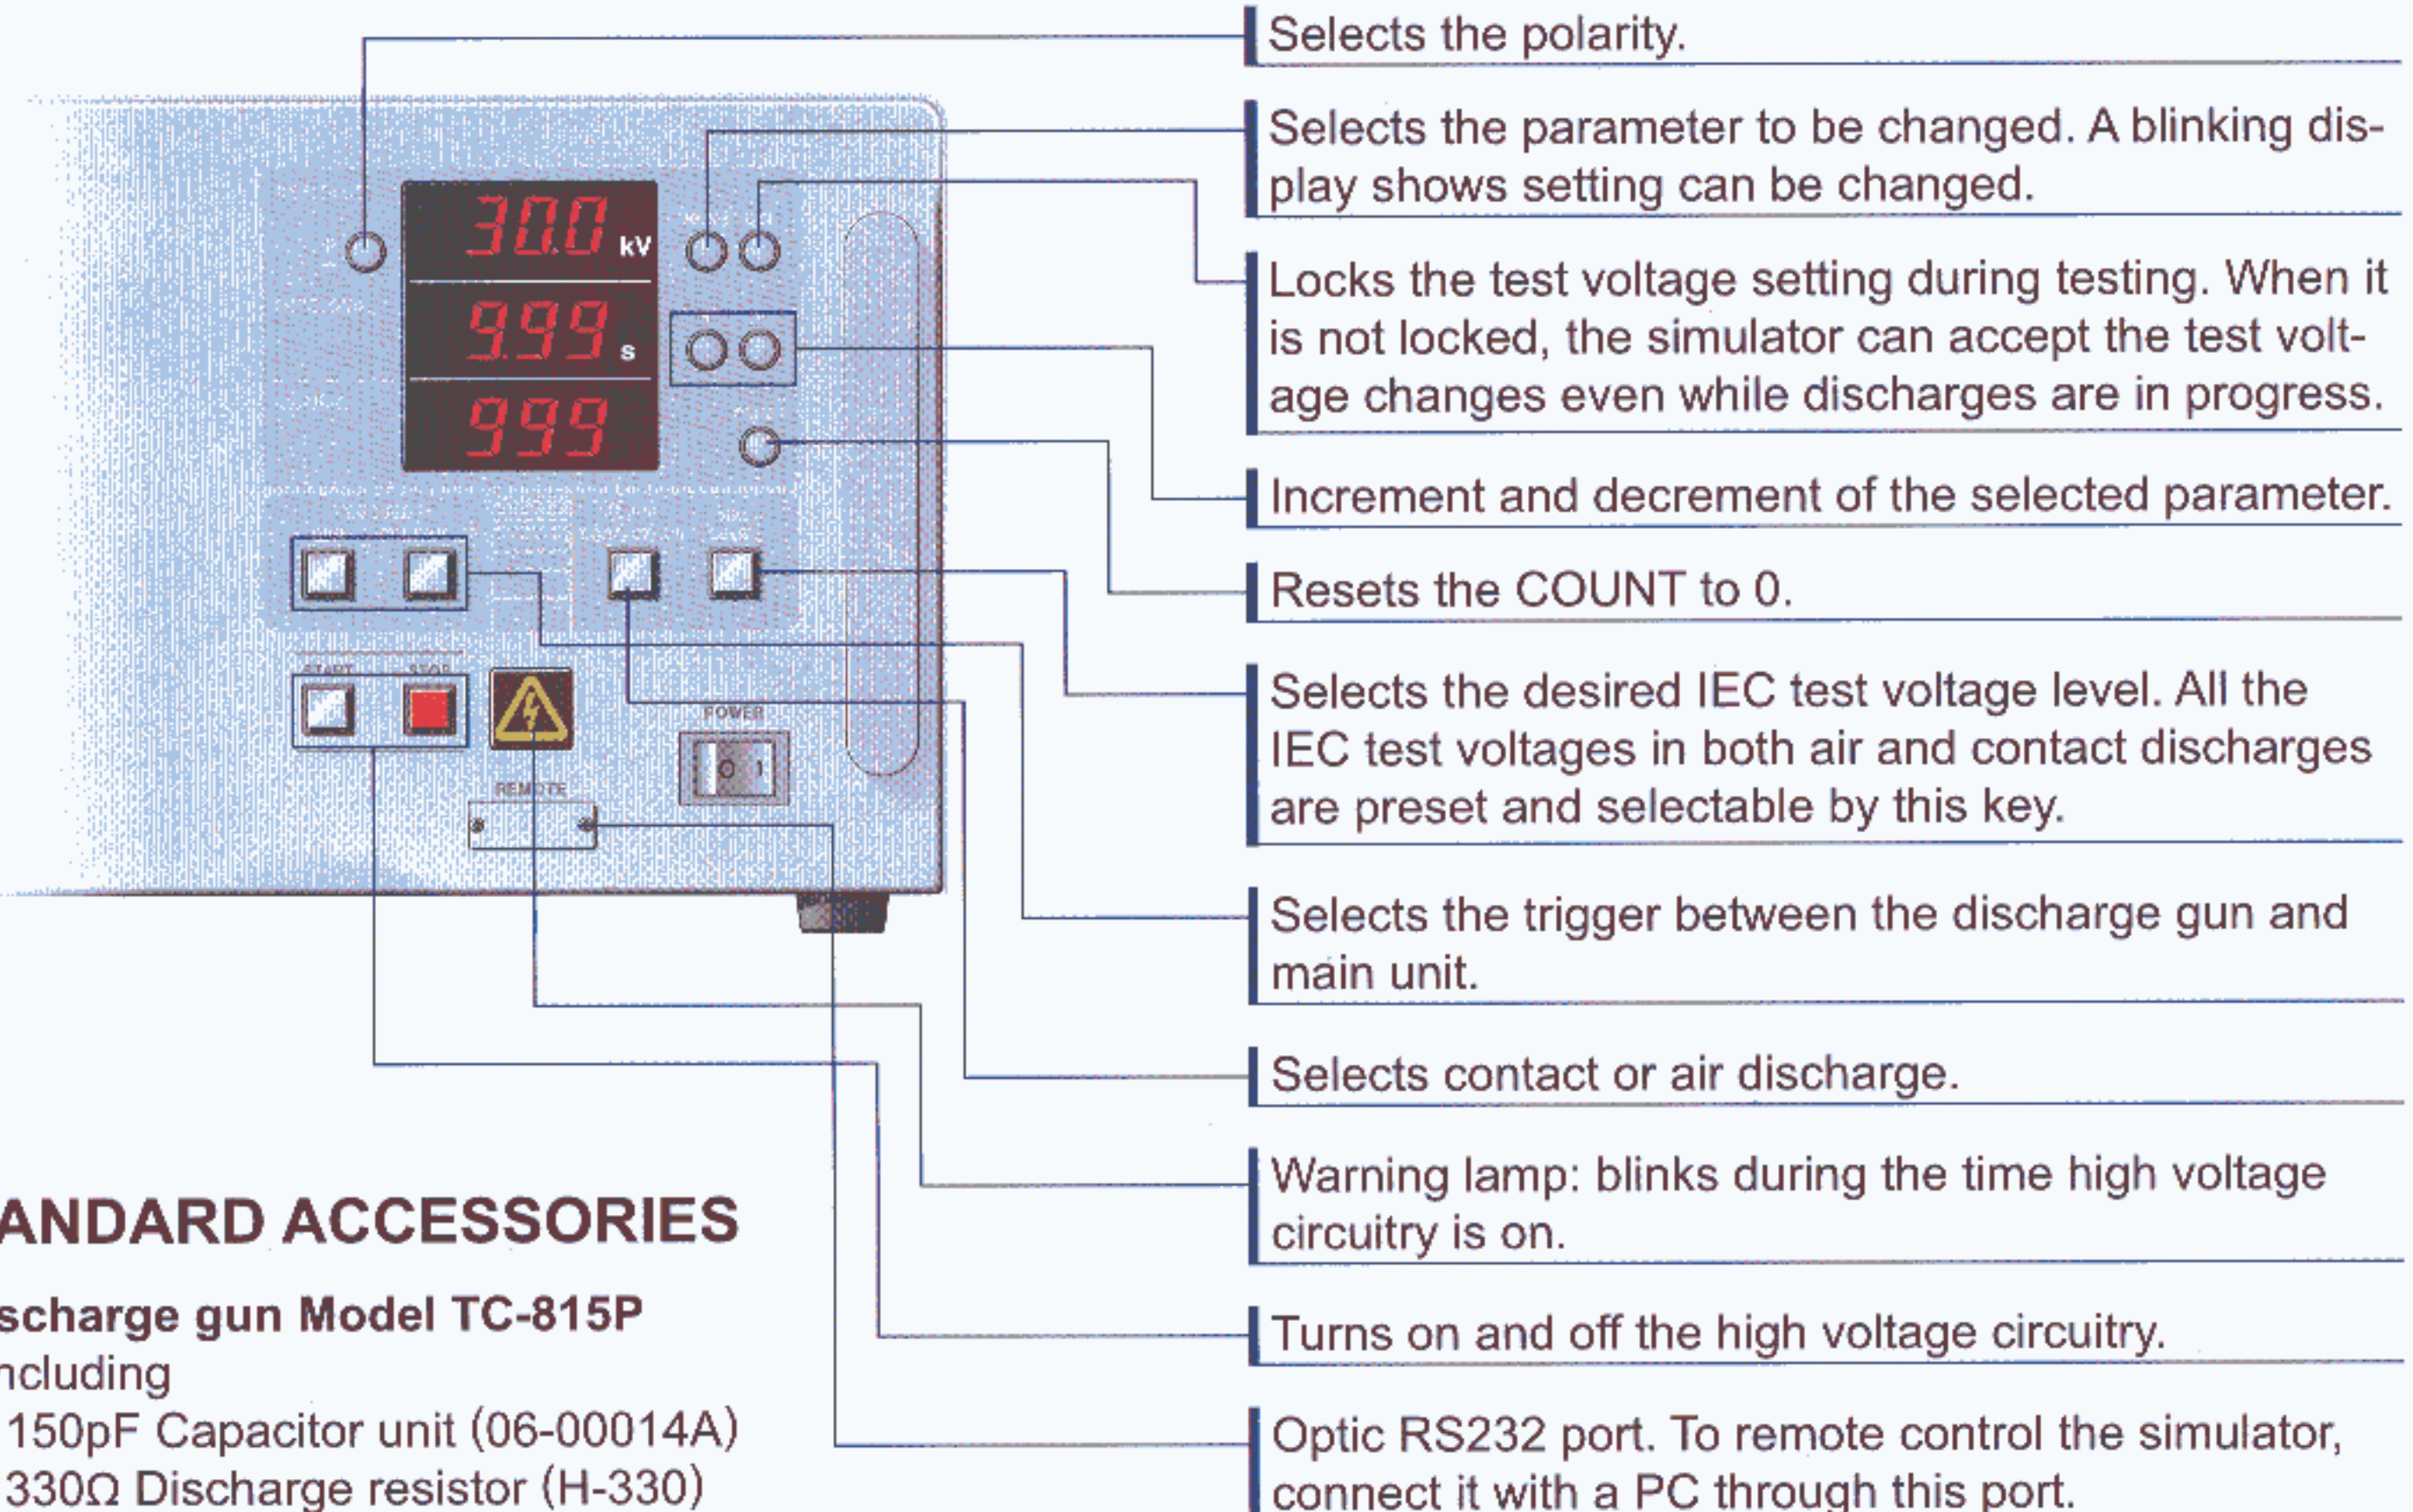 Selects the polarity.
Selects the parameter to be changed. A blinking dis-
play shows setting can be changed.
Locks the test voltage setting during testing. When it
is not locked, the simulator can accept the test volt-
age changes even while discharges are in progress.
Increment and decrement of the selected parameter.
Resets the COUNT to 0.
Selects the desired IEC test voltage level. All the
IEC test voltages in both air and contact discharges
are preset and selectable by this key.
Selects the trigger between the discharge gun and
main unit.
Selects contact or air discharge.
Warning lamp: blinks during the time high voltage
circuitry is on.
Turns on and off the high voltage circuitry.
Optic RS232 port. To remote control the simulator,
connect it with a PC through this port.
30.0 kV
9.99 s
999
START STOP
POWER
0 1
REMOTE
ANDARD ACCESSORIES
scharge gun Model TC-815P
ncluding
150pF Capacitor unit (06-00014A)
330Ω Discharge resistor (H-330)